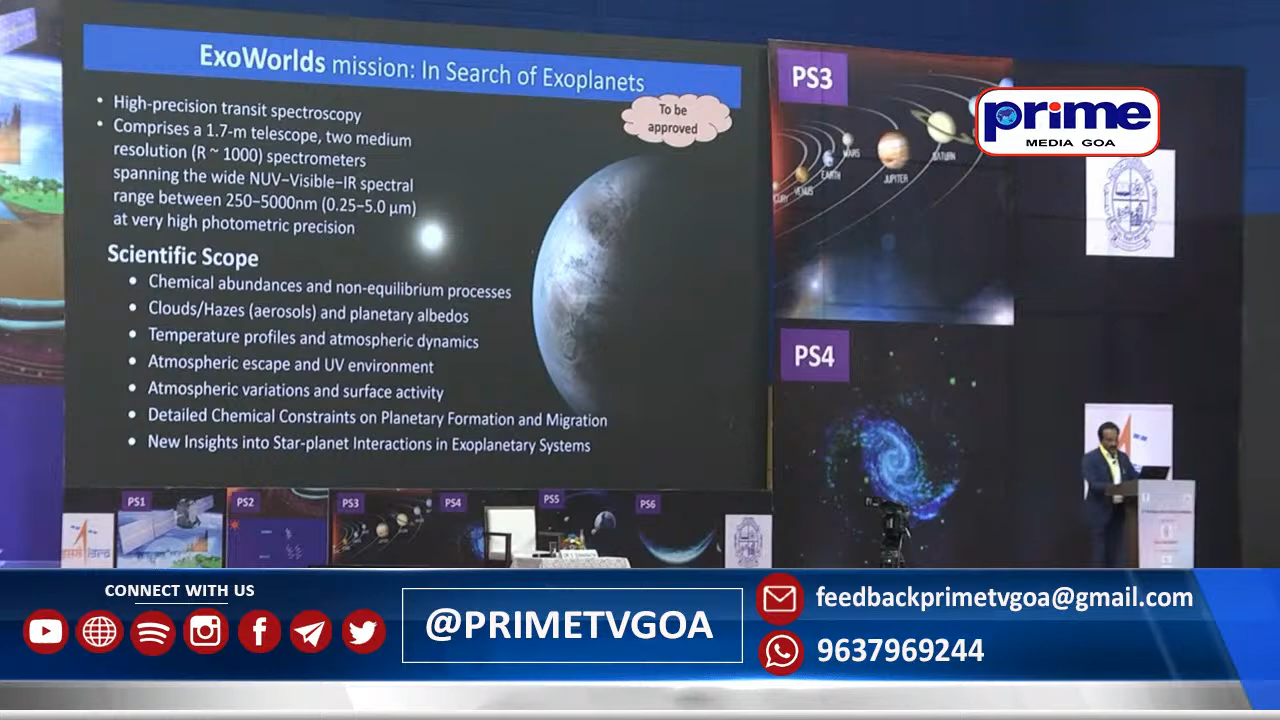 ExoWorlds mission: In Search of Exoplanets
To be
approved
• High-precision transit spectroscopy
• Comprises a 1.7-m telescope, two medium
resolution (R ~ 1000) spectrometers
spanning the wide NUV–Visible–IR spectral
range between 250–5000nm (0.25–5.0 μm)
at very high photometric precision
Scientific Scope
• Chemical abundances and non-equilibrium processes
• Clouds/Hazes (aerosols) and planetary albedos
• Temperature profiles and atmospheric dynamics
• Atmospheric escape and UV environment
• Atmospheric variations and surface activity
• Detailed Chemical Constraints on Planetary Formation and Migration
• New Insights into Star-planet Interactions in Exoplanetary Systems
PS3
VENUS
EARTH
MARS
JUPITER
SATURN
prime
MEDIA GOA
PS4
PS1
PS2
PS3
PS4
PS5
PS6
CONNECT WITH US
@PRIMETVGOA
feedbackprimetvgoa@gmail.com
9637969244